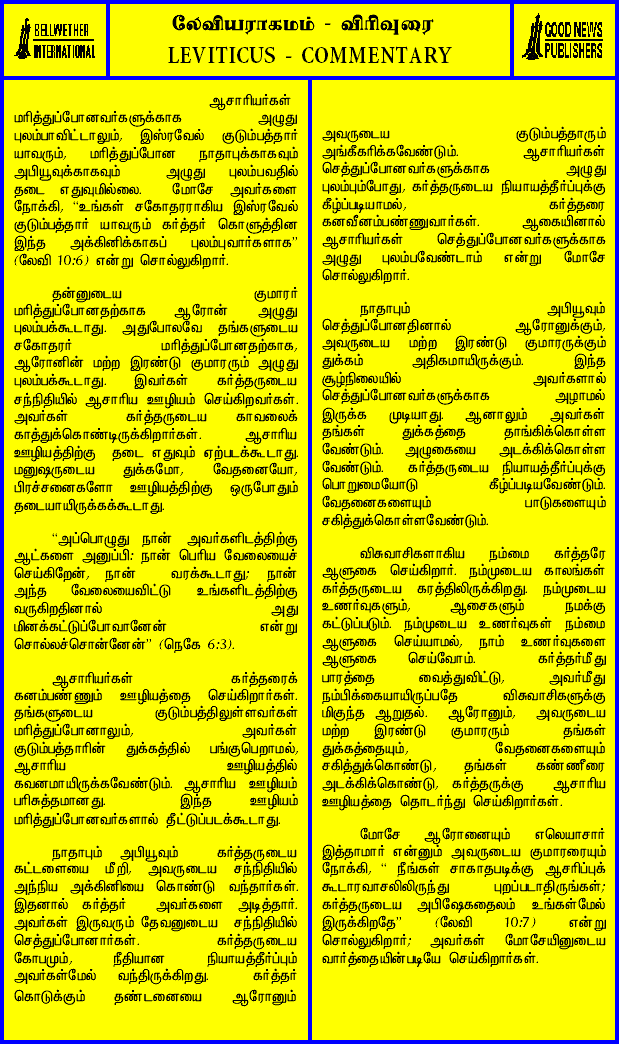 BELLWETHER
INTERNATIONAL
லேவியராகமம் - விரிவுரை
LEVITICUS - COMMENTARY
GOOD NEWS
PUBLISHERS
ஆசாரியர்கள்
மரித்துப்போனவர்களுக்காக அழுது
புலம்பாவிட்டாலும், இஸ்ரவேல் குடும்பத்தார்
யாவரும், மரித்துப்போன நாதாபுக்காகவும்
அபியூவுக்காகவும் அழுது புலம்பவதில்
தடை எதுவுமில்லை. மோசே அவர்களை
நோக்கி, “உங்கள் சகோதரராகிய இஸ்ரவேல்
குடும்பத்தார் யாவரும் கர்த்தர் கொளுத்தின
இந்த அக்கினிக்காகப் புலம்புவார்களாக”
(லேவி 10:6) என்று சொல்லுகிறார்.
தன்னுடைய குமாரர்
மரித்துப்போனதற்காக ஆரோன் அழுது
புலம்பக்கூடாது. அதுபோலவே தங்களுடைய
சகோதரர் மரித்துப்போனதற்காக,
ஆரோனின் மற்ற இரண்டு குமாரரும் அழுது
புலம்பக்கூடாது. இவர்கள் கர்த்தருடைய
சந்நிதியில் ஆசாரிய ஊழியம் செய்கிறவர்கள்.
அவர்கள் கர்த்தருடைய காவலைக்
காத்துக்கொண்டிருக்கிறார்கள். ஆசாரிய
ஊழியத்திற்கு தடை எதுவும் ஏற்படக்கூடாது.
மனுஷருடைய துக்கமோ, வேதனையோ,
பிரச்சனைகளோ ஊழியத்திற்கு ஒருபோதும்
தடையாயிருக்கக்கூடாது.
“அப்பொழுது நான் அவர்களிடத்திற்கு
ஆட்களை அனுப்பி: நான் பெரிய வேலையைச்
செய்கிறேன், நான் வரக்கூடாது; நான்
அந்த வேலையைவிட்டு உங்களிடத்திற்கு
வருகிறதினால் அது
மினக்கட்டுப்போவானேன் என்று
சொல்லச்சொன்னேன்” (நெகே 6:3).
ஆசாரியர்கள் கர்த்தரைக்
கனம்பண்ணும் ஊழியத்தை செய்கிறார்கள்.
தங்களுடைய குடும்பத்திலுள்ளவர்கள்
மரித்துப்போனாலும், அவர்கள்
குடும்பத்தாரின் துக்கத்தில் பங்குபெறாமல்,
ஆசாரிய ஊழியத்தில்
கவனமாயிருக்கவேண்டும். ஆசாரிய ஊழியம்
பரிசுத்தமானது. இந்த ஊழியம்
மரித்துப்போனவர்களால் தீட்டுப்படக்கூடாது.
நாதாபும் அபியூவும் கர்த்தருடைய
கட்டளையை மீறி, அவருடைய சந்நிதியில்
அந்நிய அக்கினியை கொண்டு வந்தார்கள்.
இதனால் கர்த்தர் அவர்களை அடித்தார்.
அவர்கள் இருவரும் தேவனுடைய சந்நிதியில்
செத்துப்போனார்கள். கர்த்தருடைய
கோபமும், நீதியான நியாயத்தீர்ப்பும்
அவர்கள்மேல் வந்திருக்கிறது. கர்த்தர்
கொடுக்கும் தண்டனையை ஆரோனும்
அவருடைய குடும்பத்தாரும்
அங்கீகரிக்கவேண்டும். ஆசாரியர்கள்
செத்துப்போனவர்களுக்காக அழுது
புலம்பும்போது, கர்த்தருடைய நியாயத்தீர்ப்புக்கு
கீழ்ப்படியாமல், கர்த்தரை
கனவீனம்பண்ணுவார்கள். ஆகையினால்
ஆசாரியர்கள் செத்துப்போனவர்களுக்காக
அழுது புலம்பவேண்டாம் என்று மோசே
சொல்லுகிறார்.
நாதாபும் அபியூவும்
செத்துப்போனதினால் ஆரோனுக்கும்,
அவருடைய மற்ற இரண்டு குமாரருக்கும்
துக்கம் அதிகமாயிருக்கும். இந்த
சூழ்நிலையில் அவர்களால்
செத்துப்போனவர்களுக்காக அழாமல்
இருக்க முடியாது. ஆனாலும் அவர்கள்
தங்கள் துக்கத்தை தாங்கிக்கொள்ள
வேண்டும். அழுகையை அடக்கிக்கொள்ள
வேண்டும். கர்த்தருடைய நியாயத்தீர்ப்புக்கு
பொறுமையோடு கீழ்ப்படியவேண்டும்.
வேதனைகளையும் பாடுகளையும்
சகித்துக்கொள்ளவேண்டும்.
விசுவாசிகளாகிய நம்மை கர்த்தரே
ஆளுகை செய்கிறார். நம்முடைய காலங்கள்
கர்த்தருடைய கரத்திலிருக்கிறது. நம்முடைய
உணர்வுகளும், ஆசைகளும் நமக்கு
கட்டுப்படும். நம்முடைய உணர்வுகள் நம்மை
ஆளுகை செய்யாமல், நாம் உணர்வுகளை
ஆளுகை செய்வோம். கர்த்தர்மீது
பாரத்தை வைத்துவிட்டு, அவர்மீது
நம்பிக்கையாயிருப்பதே விசுவாசிகளுக்கு
மிகுந்த ஆறுதல். ஆரோனும், அவருடைய
மற்ற இரண்டு குமாரரும் தங்கள்
துக்கத்தையும், வேதனைகளையும்
சகித்துக்கொண்டு, தங்கள் கண்ணீரை
அடக்கிக்கொண்டு, கர்த்தருக்கு ஆசாரிய
ஊழியத்தை தொடர்ந்து செய்கிறார்கள்.
மோசே ஆரோனையும் எலெயாசார்
இத்தாமார் என்னும் அவருடைய குமாரரையும்
நோக்கி, “ நீங்கள் சாகாதபடிக்கு ஆசரிப்புக்
கூடாரவாசலிலிருந்து புறப்படாதிருங்கள்;
கர்த்தருடைய அபிஷேகதைலம் உங்கள்மேல்
இருக்கிறதே” (லேவி 10:7) என்று
சொல்லுகிறார்; அவர்கள் மோசேயினுடைய
வார்த்தையின்படியே செய்கிறார்கள்.